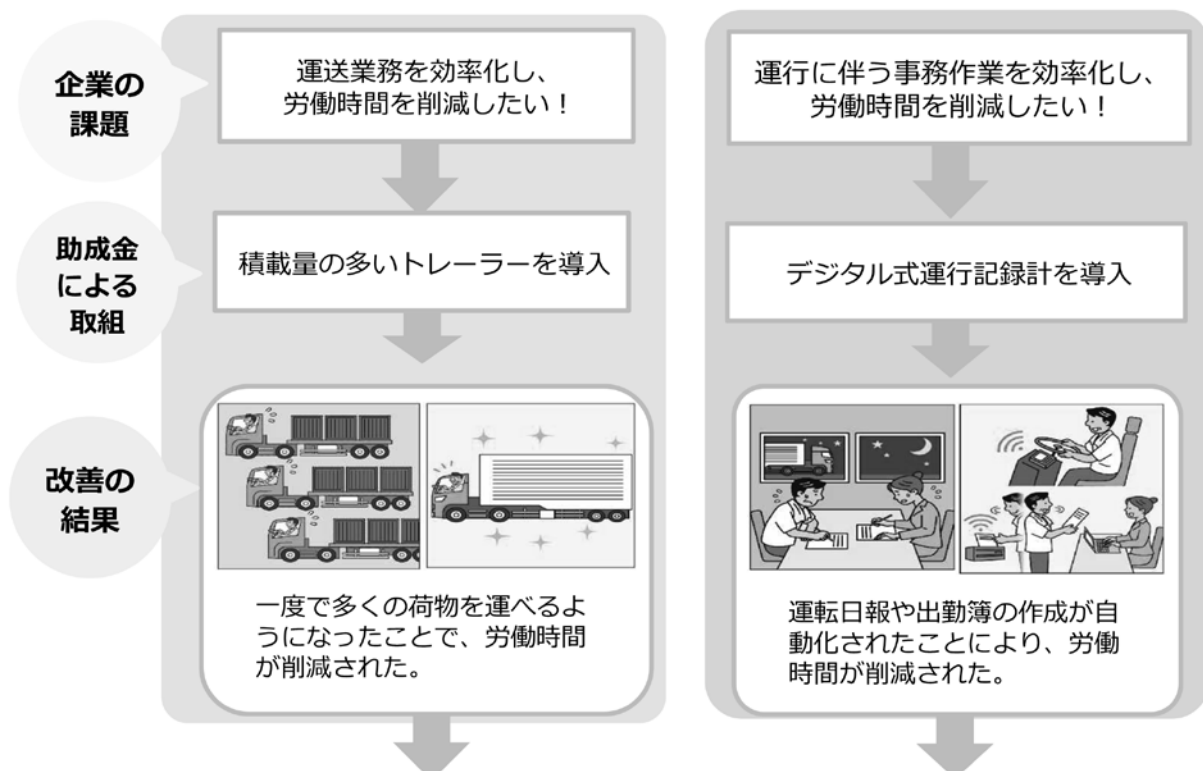 企業の
課題
運送業務を効率化し、
労働時間を削減したい！
運行に伴う事務作業を効率化し、
労働時間を削減したい！
助成金
による
取組
積載量の多いトレーラーを導入
デジタル式運行記録計を導入
改善の
結果
一度で多くの荷物を運べるよ
うになったことで、労働時間
が削減された。
運転日報や出勤簿の作成が自
動化されたことにより、労働
時間が削減された。